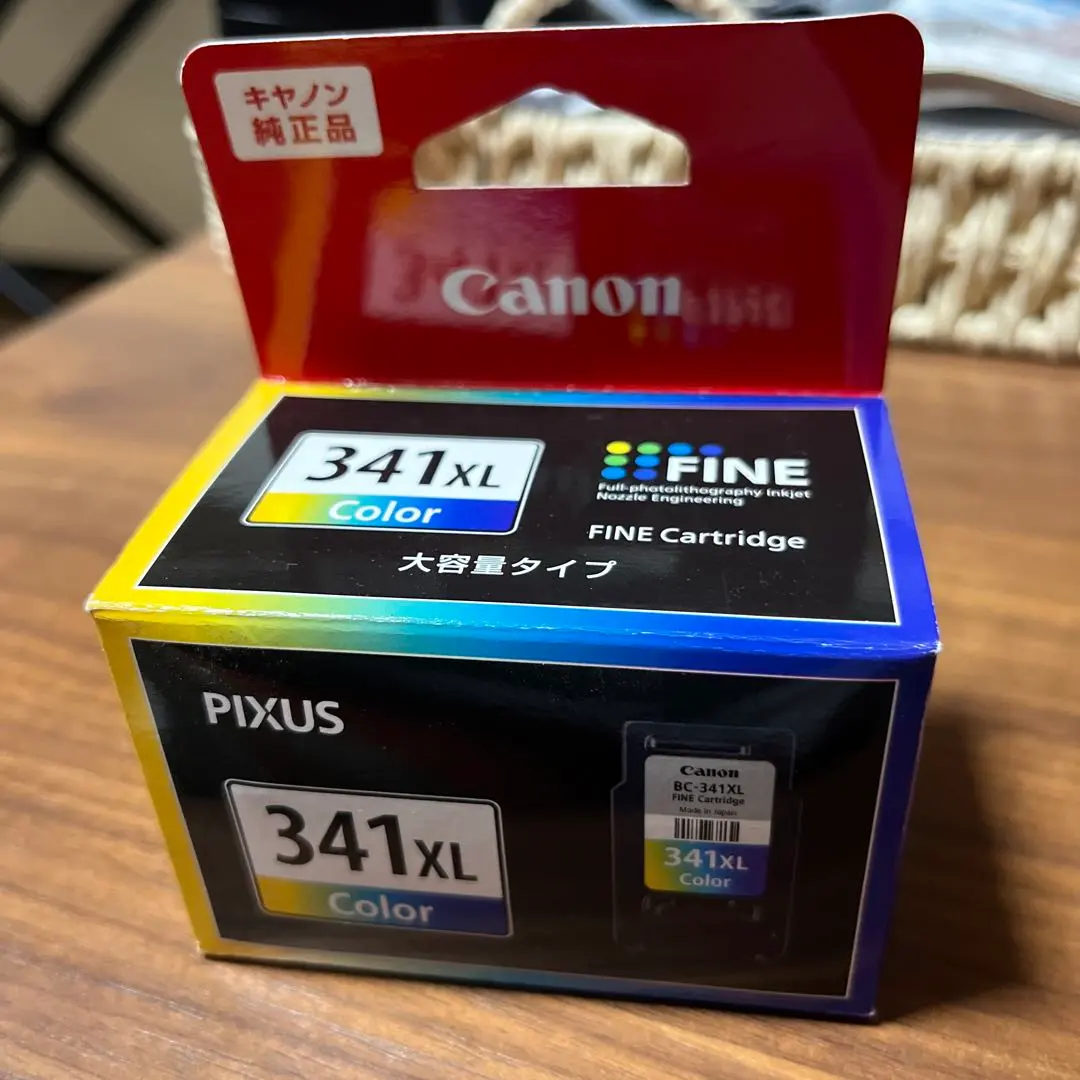 キヤノン
純正品
Canon
341XL
Color
FINE
Full-photolithography Inkjet
Nozzle Engineering
FINE Cartridge
大容量タイプ
PIXUS
341XL
Color
Canon
BC-341XL
FINE Cartridge
Made in Japan
341XL
Color